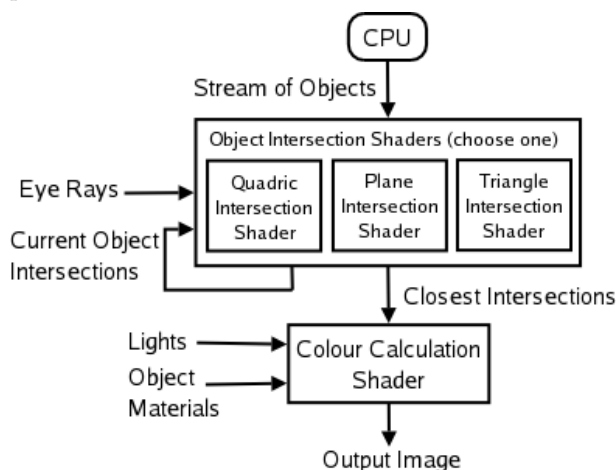 CPU
Stream of Objects
Object Intersection Shaders (choose one)
Quadric
Intersection
Shader
Plane
Intersection
Shader
Triangle
Intersection
Shader
Eye Rays
Current Object
Intersections
Closest Intersections
Lights
Object
Materials
Colour Calculation
Shader
Output Image